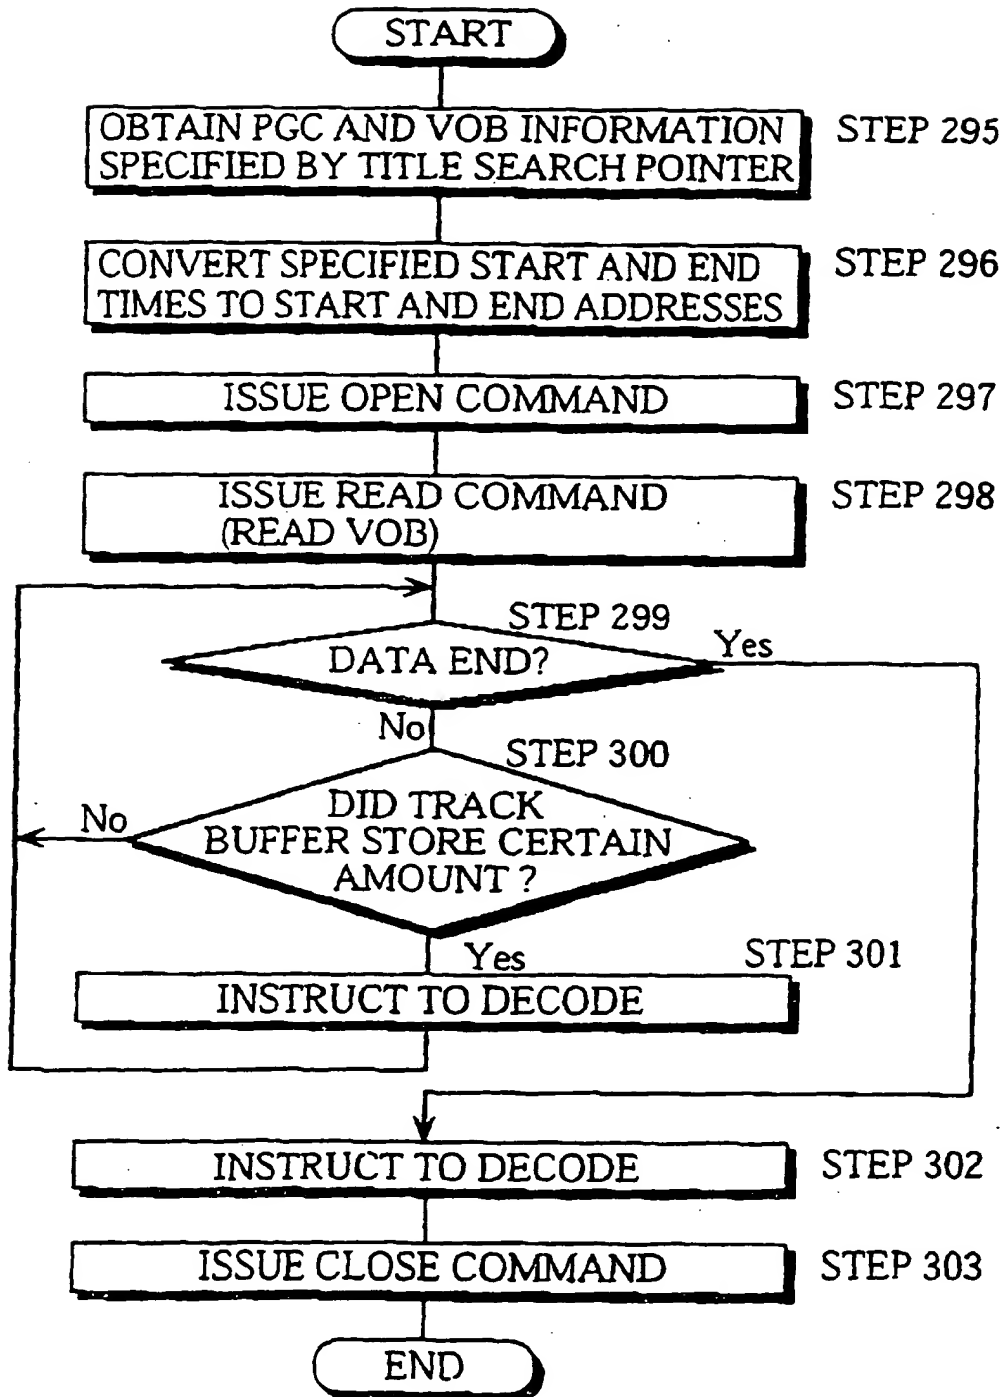 START
OBTAIN PGC AND VOB INFORMATION
SPECIFIED BY TITLE SEARCH POINTER
STEP 295
CONVERT SPECIFIED START AND END
TIMES TO START AND END ADDRESSES
STEP 296
ISSUE OPEN COMMAND
STEP 297
ISSUE READ COMMAND
(READ VOB)
STEP 298
STEP 299
DATA END?
Yes
No
STEP 300
DID TRACK
BUFFER STORE CERTAIN
AMOUNT ?
No
Yes
STEP 301
INSTRUCT TO DECODE
INSTRUCT TO DECODE
STEP 302
ISSUE CLOSE COMMAND
STEP 303
END